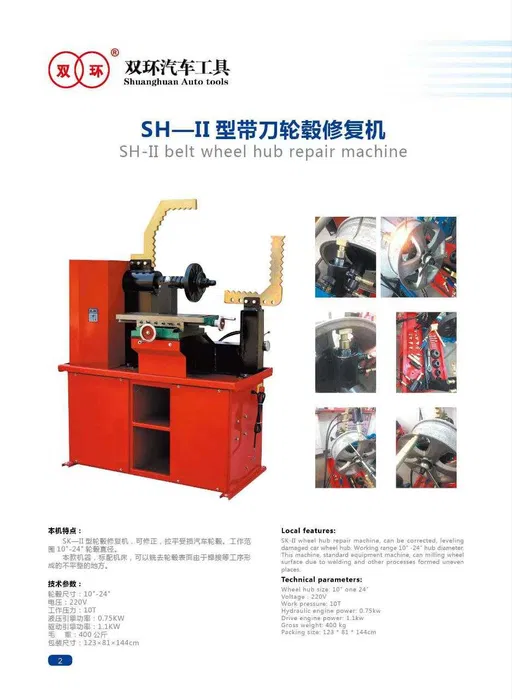 双 环 ®
双环汽车工具
Shuanghuan Auto tools
SH—II 型带刀轮毂修复机
SH-II belt wheel hub repair machine
本机特点：
SK—Ⅱ型轮毂修复机，可修正，拉平受损汽车轮毂。工作范
围 10"-24" 轮毂直径。
本款机器，标配机床，可以铣去轮毂表面由于焊接等工序形
成的不平整的地方。
技术参数：
轮毂尺寸：10"-24"
电压：220V
工作压力：10T
液压引擎功率：0.75KW
驱动引擎功率：1.1KW
毛 重：400 公斤
包装尺寸：123×81×144cm
Local features:
SK-Ⅱ wheel hub repair machine, can be corrected, leveling
damaged car wheel hub. Working range 10" -24" hub diameter.
This machine, standard equipment machine, can milling wheel
surface due to welding and other processes formed uneven
places.
Technical parameters:
Wheel hub size: 10" one 24"
Voltage : 220V
Work pressure: 10T
Hydraulic engine power: 0.75kw
Drive engine power: 1.1kw
Gross weight: 400 kg
Packing size: 123 * 81 * 144cm
2